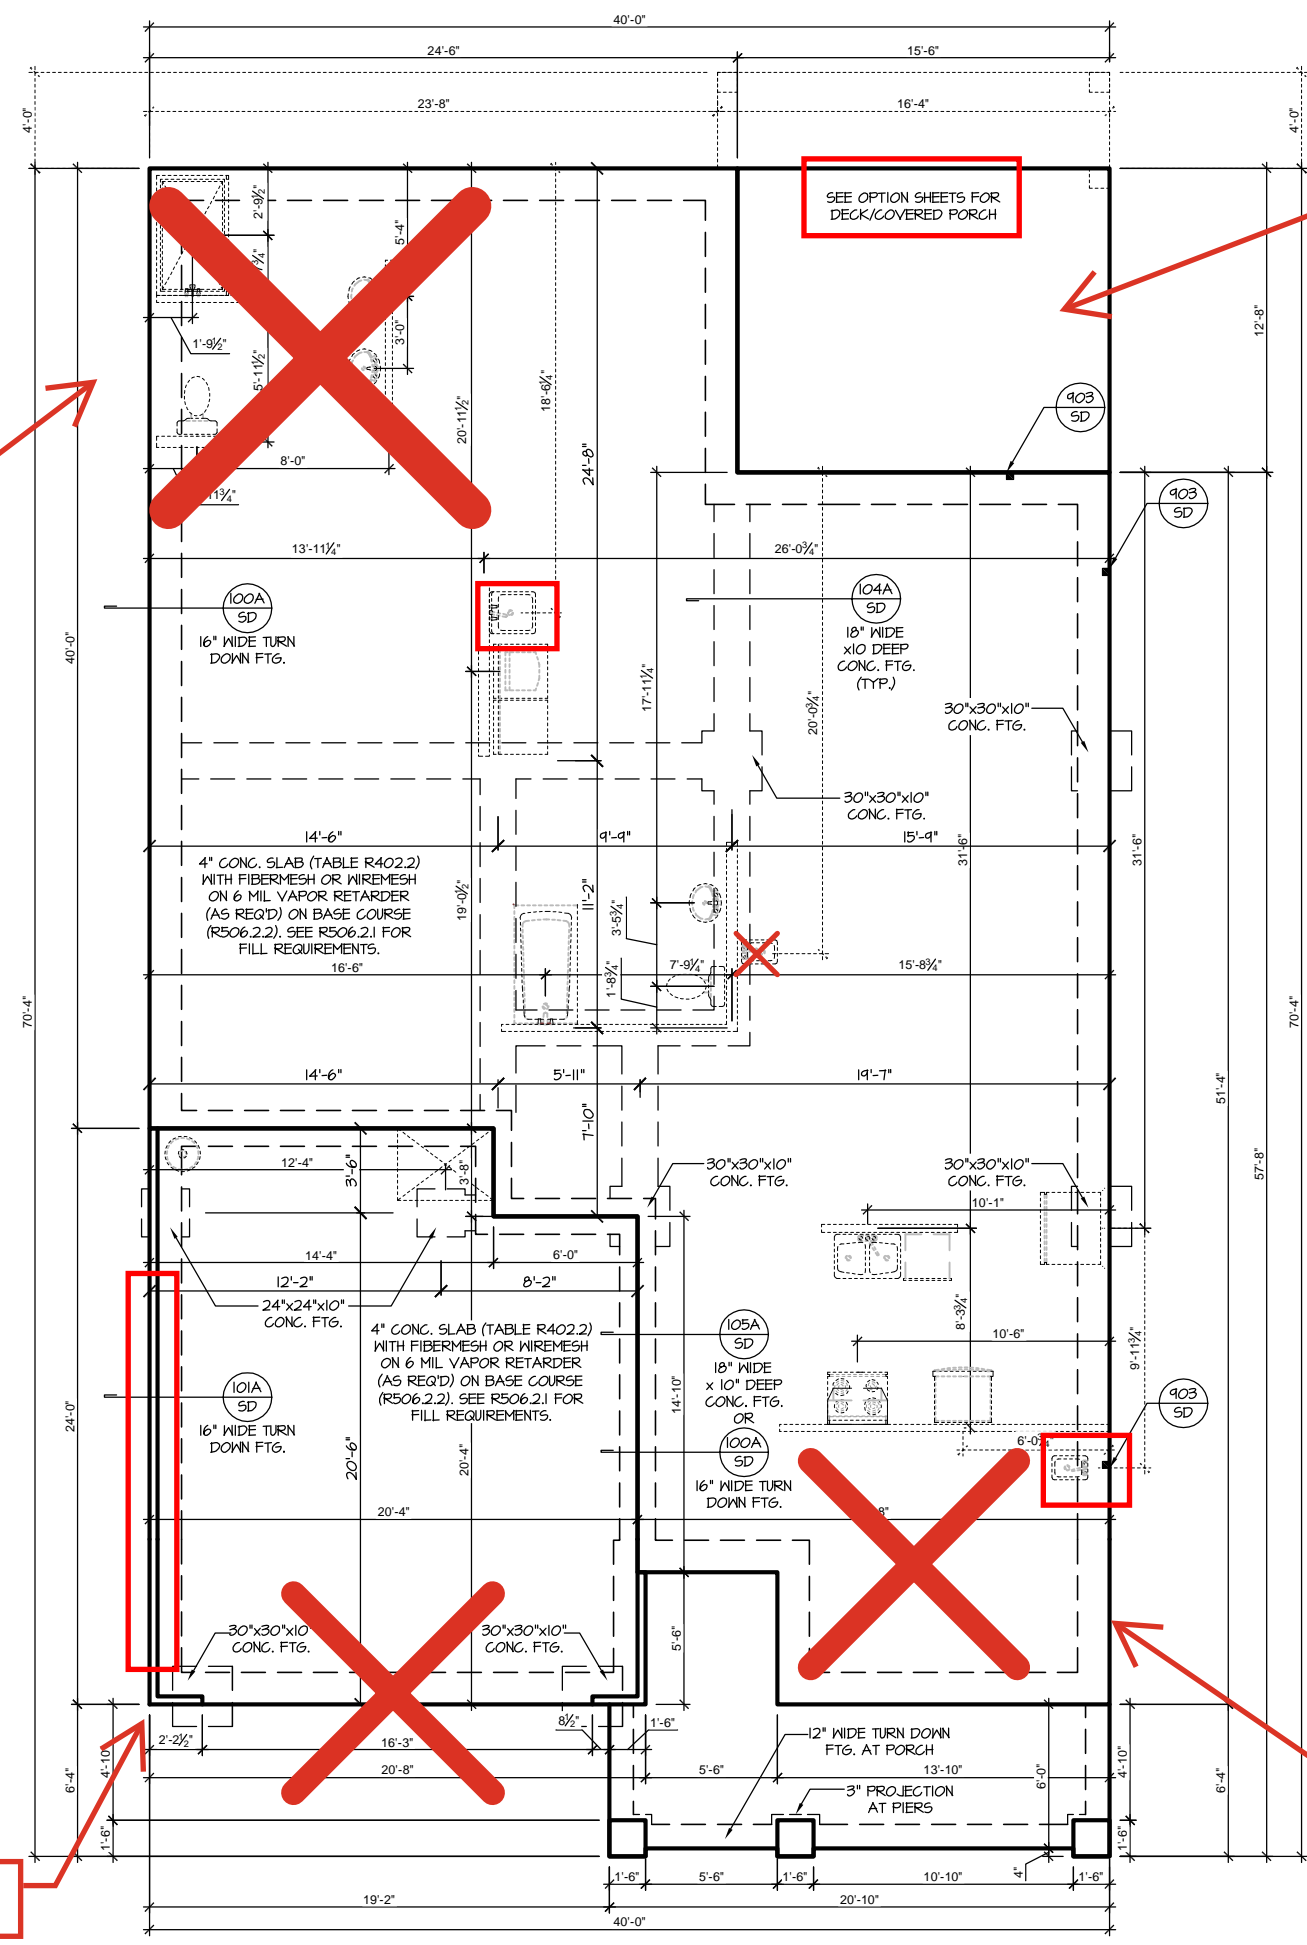 40'-0"
24'-6"
15'-6"
23'-8"
16'-4"
4'-0"
4'-0"
SEE OPTION SHEETS FOR
DECK/COVERED PORCH
2'-9½"
5'-4"
1'-9½"
3'-0"
5'-11½"
12'-8"
18'-6¼"
20'-11½"
24'-8"
903
SD
8'-0"
903
SD
13'-11¼"
26'-0¾"
100A
SD
16" WIDE TURN
DOWN FTG.
104A
SD
18" WIDE
x10 DEEP
CONC. FTG.
(TYP.)
40'-0"
17'-11¼"
20'-0¾"
30"x30"x10"
CONC. FTG.
30"x30"x10"
CONC. FTG.
14'-6"
9'-9"
15'-9"
31'-6"
31'-6"
4" CONC. SLAB (TABLE R402.2)
WITH FIBERMESH OR WIREMESH
ON 6 MIL VAPOR RETARDER
(AS REQ'D) ON BASE COURSE
(R506.2.2). SEE R506.2.1 FOR
FILL REQUIREMENTS.
19'-0½"
11'-2"
3'-5¾"
16'-6"
1'-8¾"
7'-9¼"
15'-8¾"
70'-4"
70'-4"
14'-6"
5'-11"
19'-7"
51'-4"
7'-10"
12'-4"
3'-6"
3'-8"
30"x30"x10"
CONC. FTG.
30"x30"x10"
CONC. FTG.
57'-8"
10'-1"
14'-4"
6'-0"
12'-2"
8'-2"
24"x24"x10"
CONC. FTG.
4" CONC. SLAB (TABLE R402.2)
WITH FIBERMESH OR WIREMESH
ON 6 MIL VAPOR RETARDER
(AS REQ'D) ON BASE COURSE
(R506.2.2). SEE R506.2.1 FOR
FILL REQUIREMENTS.
105A
SD
18" WIDE
x 10" DEEP
CONC. FTG.
OR
100A
SD
16" WIDE TURN
DOWN FTG.
8'-3¾"
10'-6"
9'-11¾"
101A
SD
16" WIDE TURN
DOWN FTG.
24'-0"
14'-10"
903
SD
20'-6"
20'-4"
6'-0¾"
20'-4"
30"x30"x10"
CONC. FTG.
30"x30"x10"
CONC. FTG.
5'-6"
2'-2½"
16'-3"
8½"
1'-6"
12" WIDE TURN DOWN
FTG. AT PORCH
4'-10"
4'-10"
20'-8"
5'-6"
13'-10"
6'-0"
6'-4"
6'-4"
3" PROJECTION
AT PIERS
1'-6"
1'-6"
1'-6"
5'-6"
1'-6"
10'-10"
4"
1'-6"
19'-2"
20'-10"
40'-0"